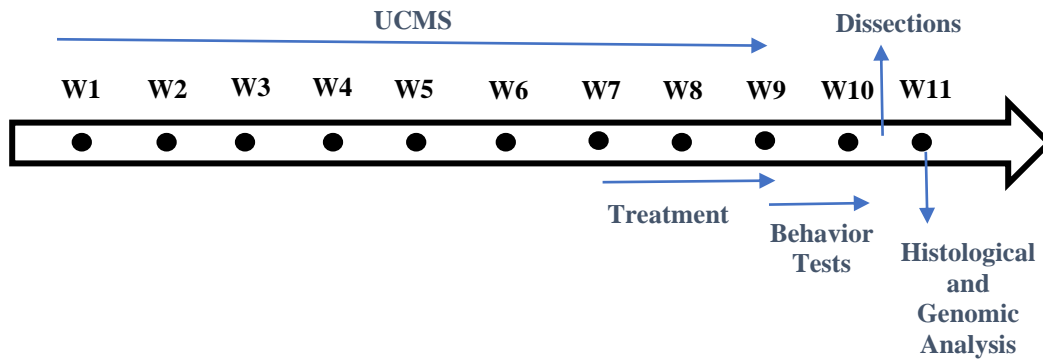 UCMS
Dissections
W1 W2 W3 W4 W5 W6 W7 W8 W9 W10 W11
Treatment
Behavior
Tests
Histological
and
Genomic
Analysis